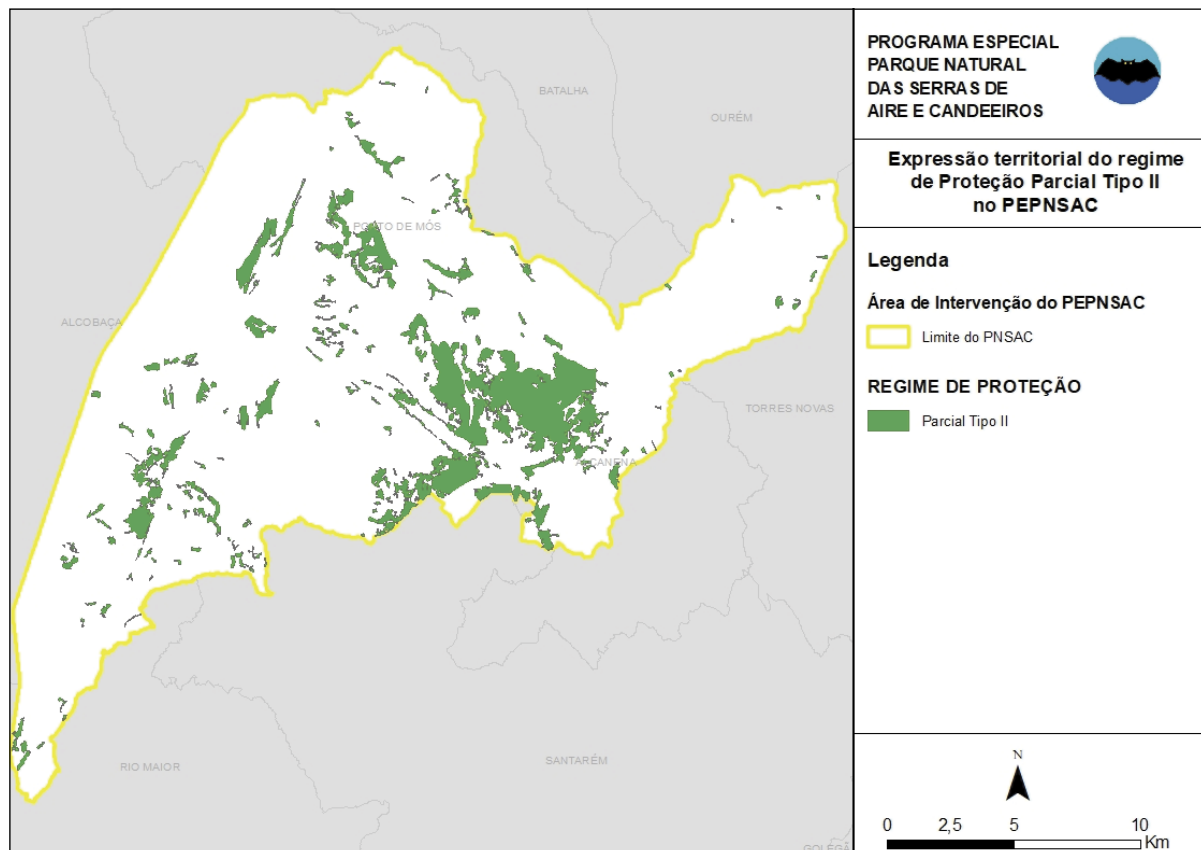 BATALHA
OURÉM
PORTO DE MÓS
ALCOBAÇA
TORRES NOVAS
ALCANENA
RIO MAIOR
SANTARÉM
GOLEGÃ
PROGRAMA ESPECIAL
PARQUE NATURAL
DAS SERRAS DE
AIRE E CANDEEIROS
Expressão territorial do regime
de Proteção Parcial Tipo II
no PEPNSAC
Legenda
Área de Intervenção do PEPNSAC
Limite do PNSAC
REGIME DE PROTEÇÃO
Parcial Tipo II
N
0 2,5 5 10
Km